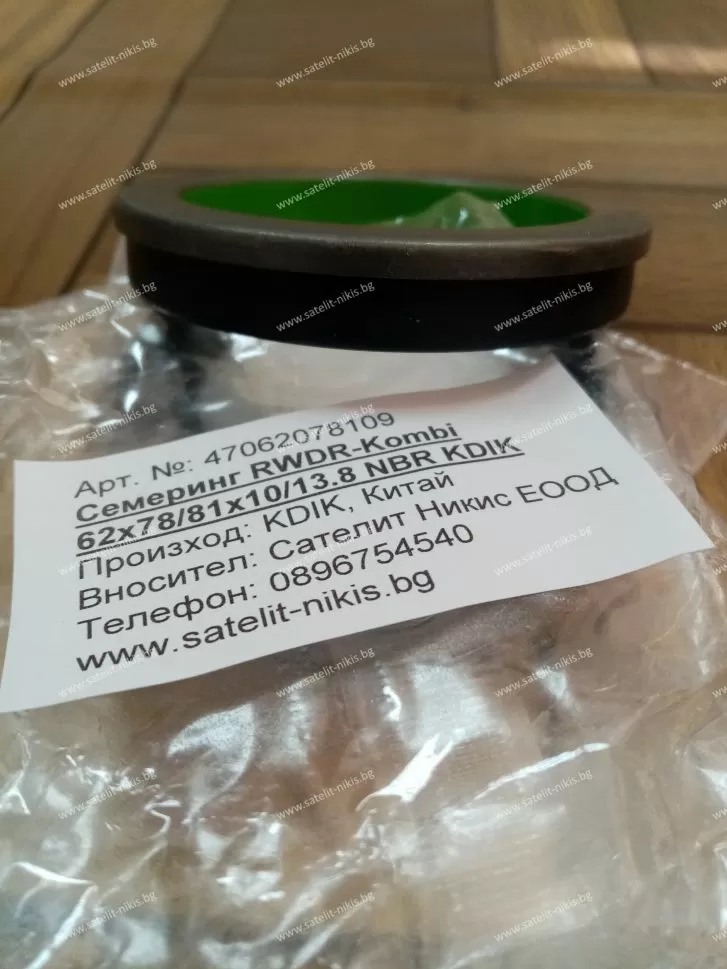 Арт. №: 47062078109
Семеринг RWDR-Kombi
62x78/81x10/13.8 NBR KDIK
Произход: KDIK, Китай
Вносител: Сателит Никис ЕООД
Телефон: 0896754540
www.satelit-nikis.bg